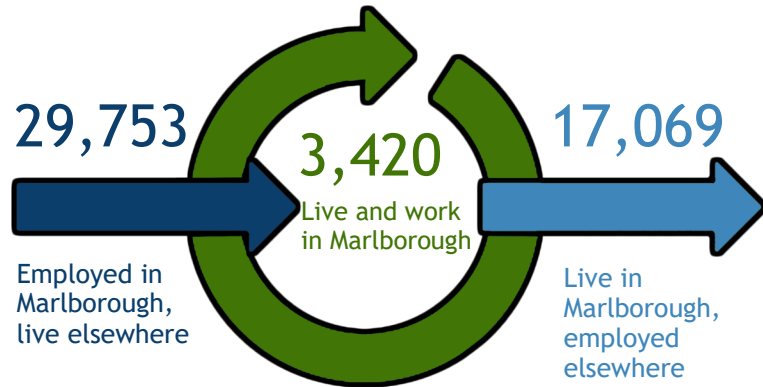 29,753
Employed in
Marlborough,
live elsewhere
3,420
Live and work
in Marlborough
17,069
Live in
Marlborough,
employed
elsewhere